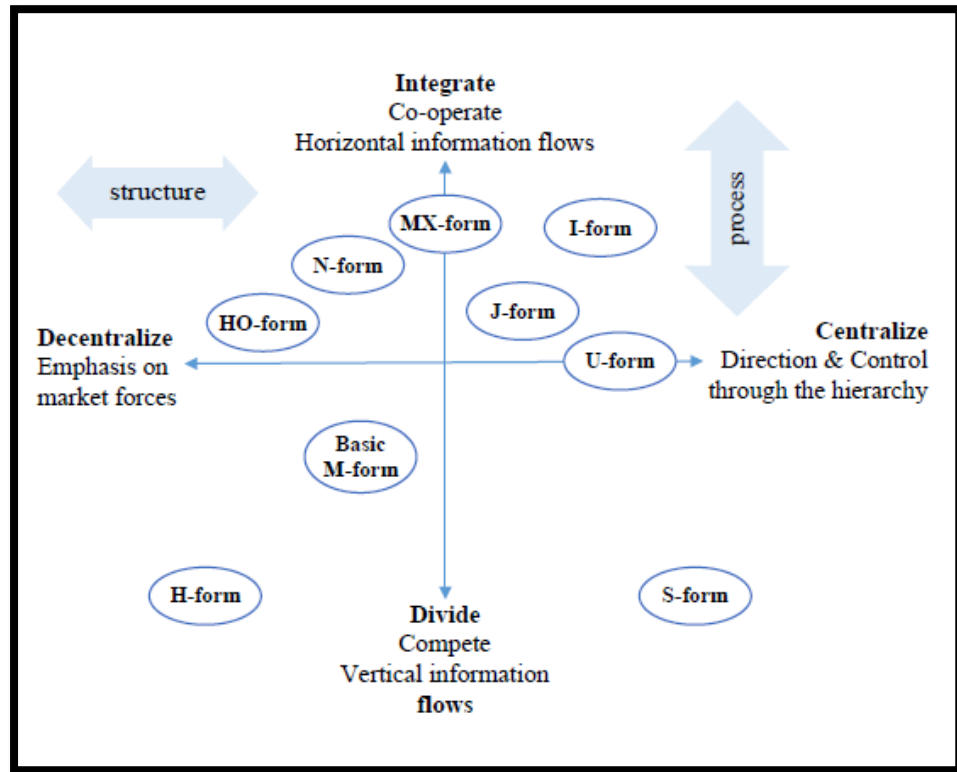 Integrate
Co-operate
Horizontal information flows
structure
process
MX-form
I-form
N-form
J-form
HO-form
Decentralize
Emphasis on
market forces
U-form
Centralize
Direction & Control
through the hierarchy
Basic
M-form
H-form
S-form
Divide
Compete
Vertical information
flows